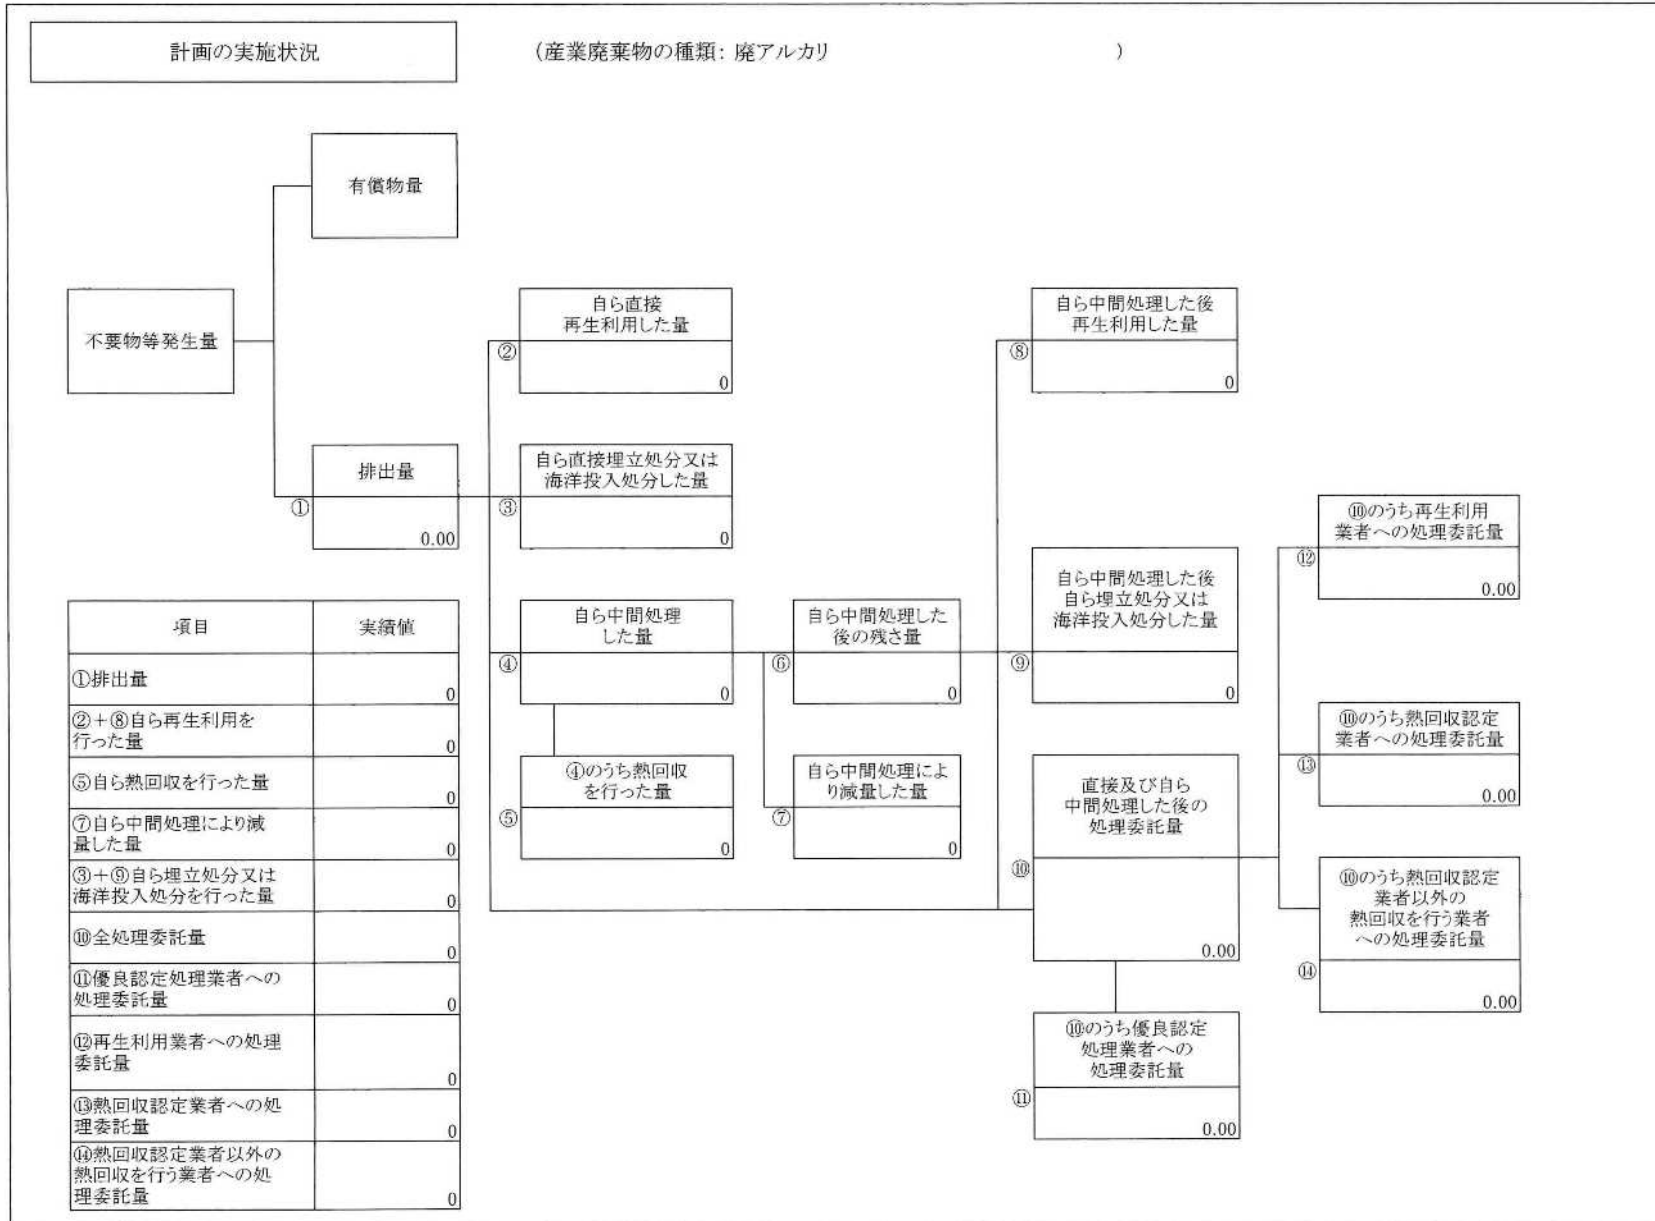 計画の実施状況
(産業廃棄物の種類: 廃アルカリ )
有償物量
不要物等発生量
自ら直接
再生利用した量
②
0
自ら中間処理した後
再生利用した量
⑧
0
排出量
①
0.00
自ら直接埋立処分又は
海洋投入処分した量
③
0
⑩のうち再生利用
業者への処理委託量
⑫
0.00
自ら中間処理した後
自ら埋立処分又は
海洋投入処分した量
⑨
0
自ら中間処理
した量
④
0
自ら中間処理した
後の残さ量
⑥
0
⑩のうち熱回収認定
業者への処理委託量
⑬
0.00
④のうち熱回収
を行った量
⑤
0
自ら中間処理によ
り減量した量
⑦
0
直接及び自ら
中間処理した後の
処理委託量
⑩
0.00
⑩のうち熱回収認定
業者以外の
熱回収を行う業者
への処理委託量
⑭
0.00
⑩のうち優良認定
処理業者への
処理委託量
⑪
0.00
項目 実績値
①排出量 0
②+⑧自ら再生利用を
行った量 0
⑤自ら熱回収を行った量 0
⑦自ら中間処理により減
量した量 0
③+⑨自ら埋立処分又は
海洋投入処分を行った量 0
⑩全処理委託量 0
⑪優良認定処理業者への
処理委託量 0
⑫再生利用業者への処理
委託量 0
⑬熱回収認定業者への処
理委託量 0
⑭熱回収認定業者以外の
熱回収を行う業者への処
理委託量 0